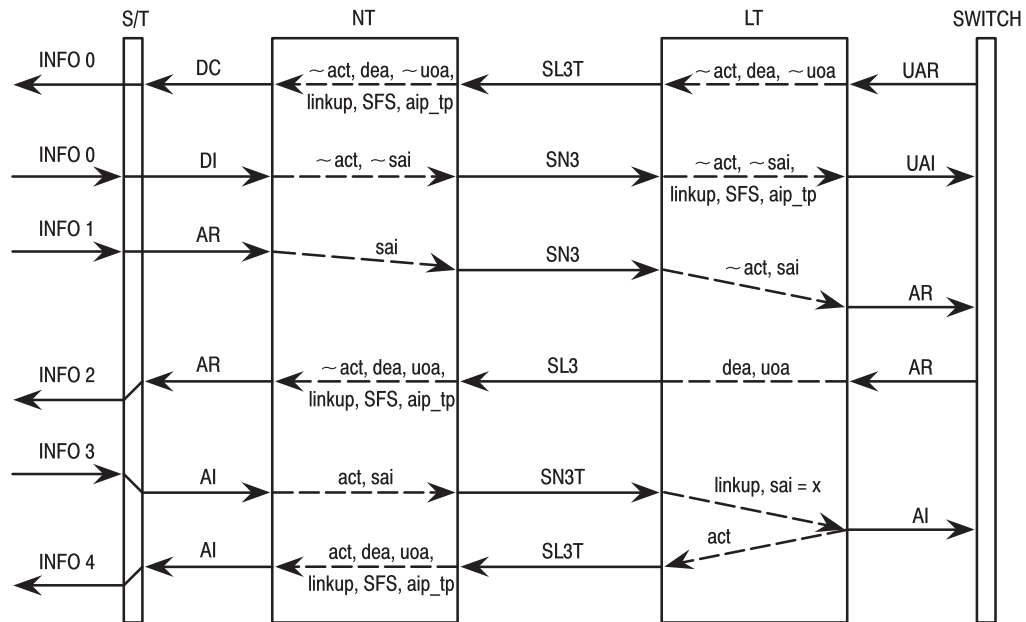 S/T NT LT SWITCH
INFO 0 DC ~act, dea, ~uoa, SL3T ~act, dea, ~uoa UAR
linkup, SFS, aip_tp
INFO 0 DI ~act, ~sai SN3 ~act, ~sai, UAI
linkup, SFS, aip_tp
INFO 1 AR sai SN3 ~act, sai AR
INFO 2 AR ~act, dea, uoa, SL3 dea, uoa AR
linkup, SFS, aip_tp
INFO 3 AI act, sai SN3T linkup, sai = x AI
act
INFO 4 AI act, dea, uoa, SL3T
linkup, SFS, aip_tp